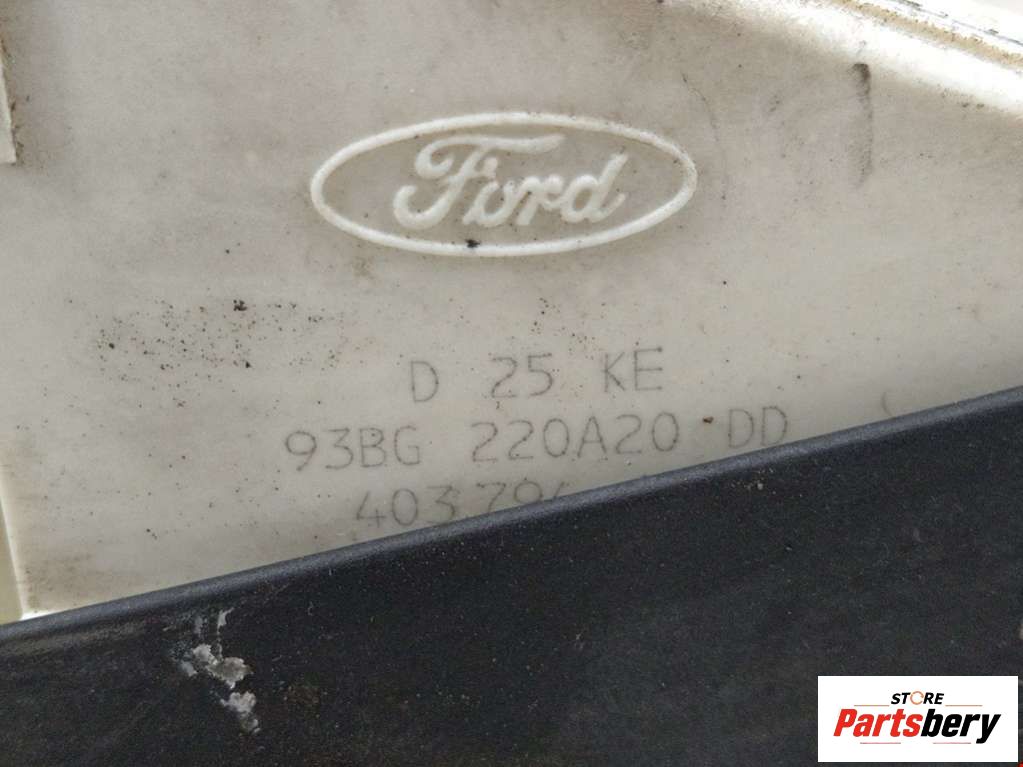 Ford
D 25 KE
93BG 220A20 DD
STORE
Partsbery